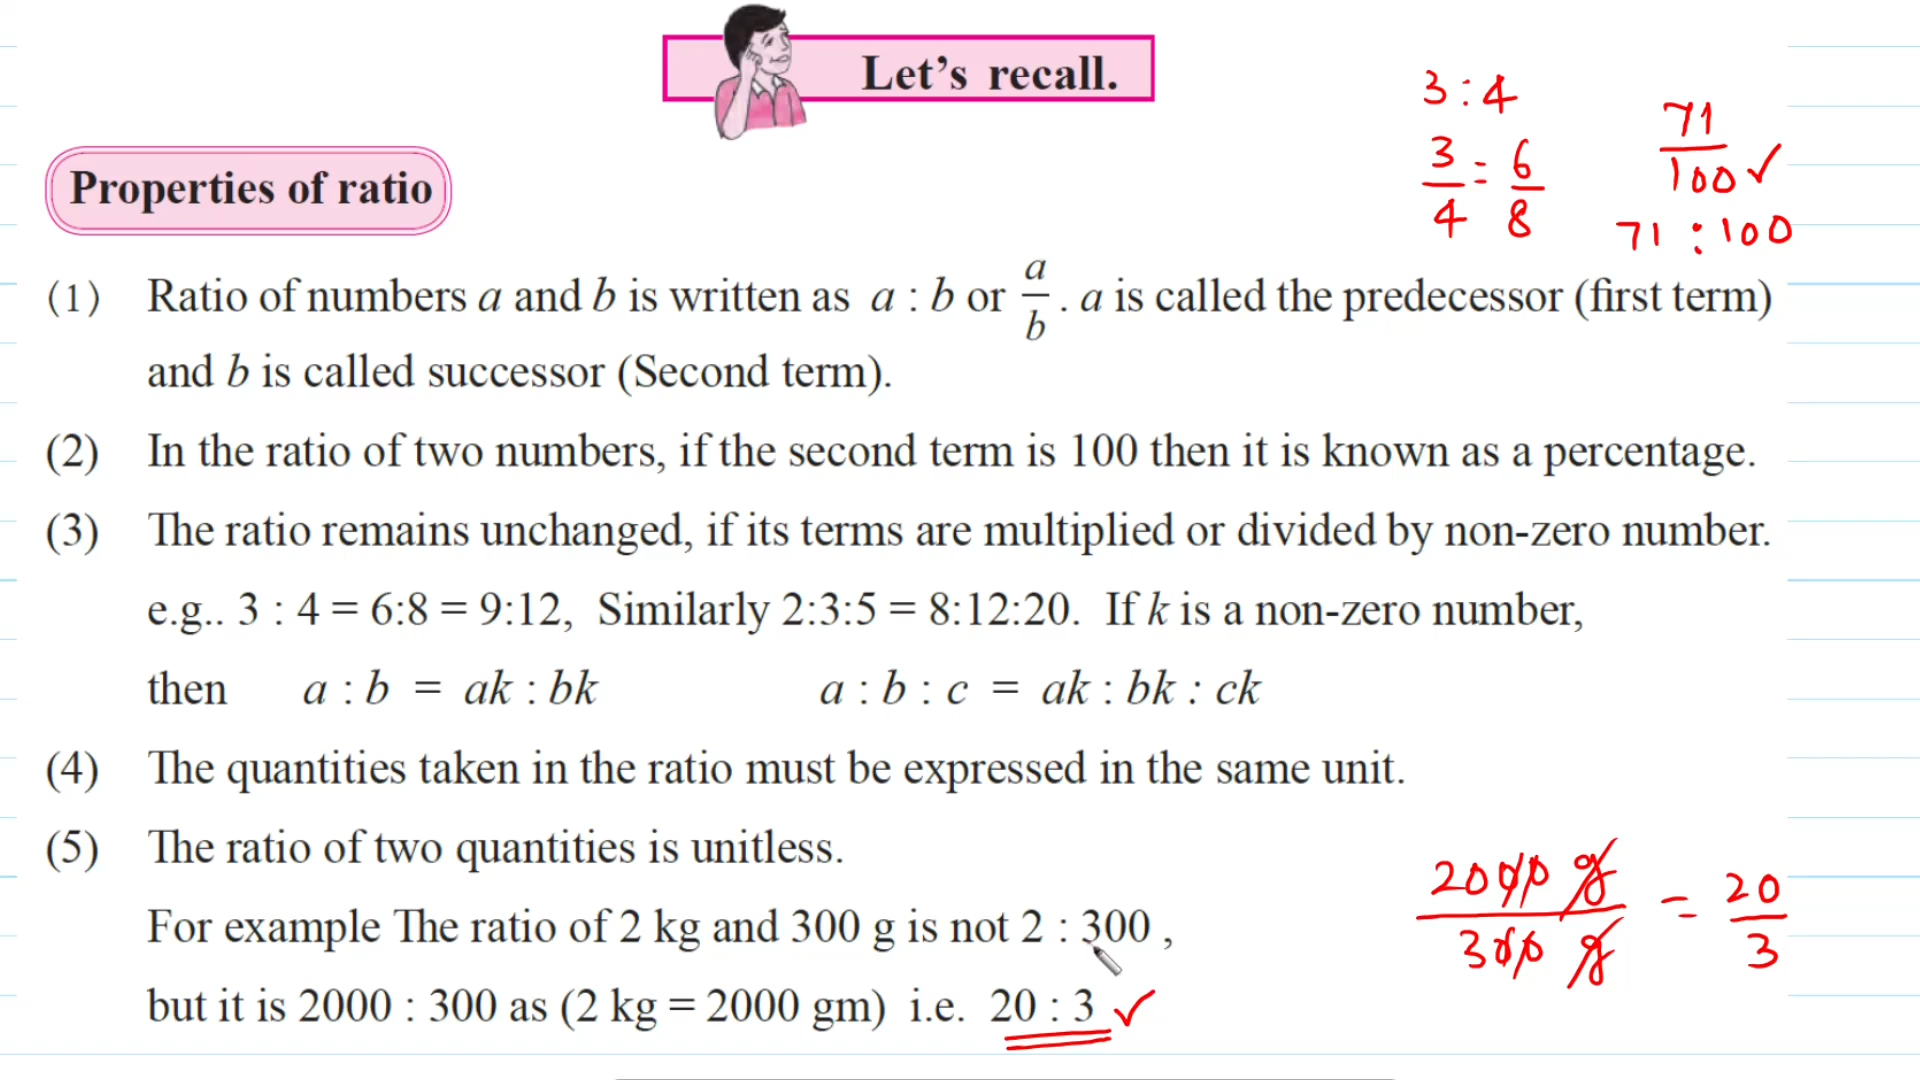 Let's recall.
3 : 4
3/4 = 6/8
71/100 ✓
71 : 100
Properties of ratio
(1) Ratio of numbers a and b is written as a : b or a/b . a is called the predecessor (first term)
and b is called successor (Second term).
(2) In the ratio of two numbers, if the second term is 100 then it is known as a percentage.
(3) The ratio remains unchanged, if its terms are multiplied or divided by non-zero number.
e.g.. 3 : 4 = 6:8 = 9:12, Similarly 2:3:5 = 8:12:20. If k is a non-zero number,
then a : b = ak : bk a : b : c = ak : bk : ck
(4) The quantities taken in the ratio must be expressed in the same unit.
(5) The ratio of two quantities is unitless.
For example The ratio of 2 kg and 300 g is not 2 : 300 ,
but it is 2000 : 300 as (2 kg = 2000 gm) i.e. 20 : 3 ✓
2000 g / 300 g = 20/3